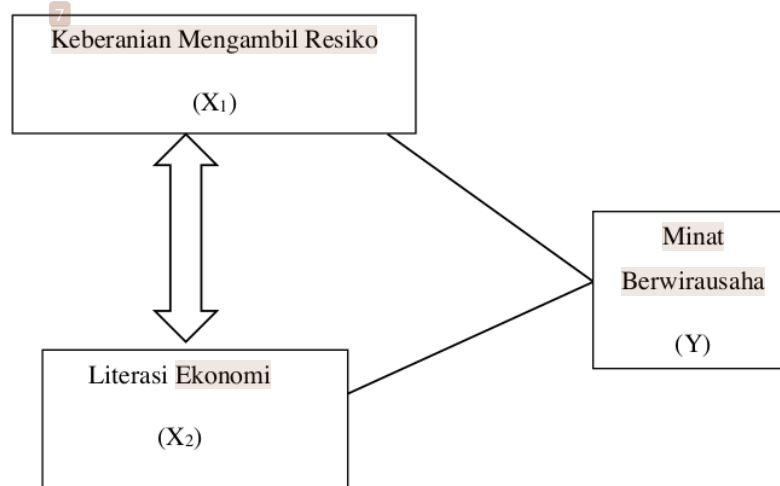 7
Keberanian Mengambil Resiko
(X₁)
Minat
Berwirausaha
(Y)
Literasi Ekonomi
(X₂)